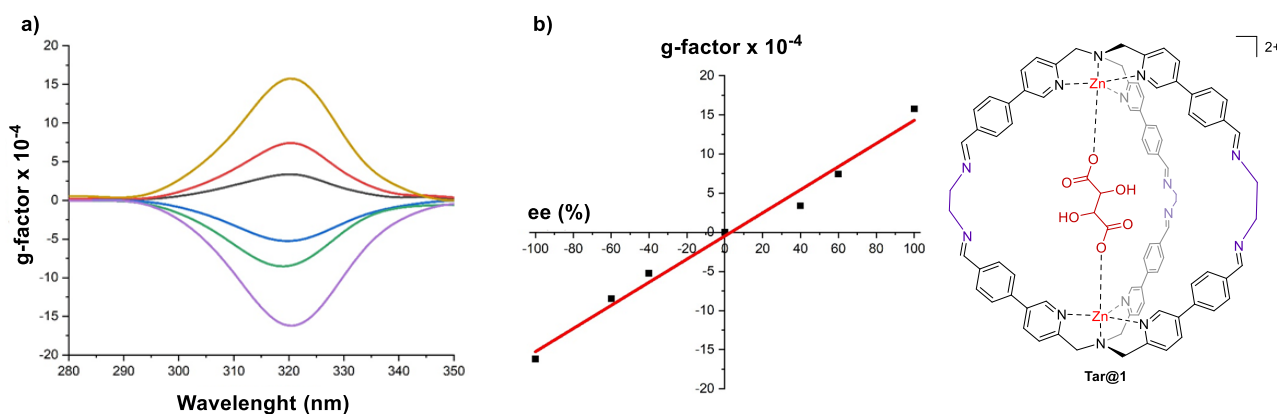 a)
20
15
10
5
0
-5
-10
-15
-20
280 290 300 310 320 330 340 350
g-factor x 10-4
Wavelenght (nm)
b)
g-factor x 10-4
20
15
10
5
0
-5
-10
-15
-20
ee (%)
-100 -80 -60 -40 -20 0 20 40 60 80 100
2+
N
Zn
N
N
N
O
O
OH
HO
O
O
N
N
N
N
N
N
Zn
N
N
N
N
Tar@1